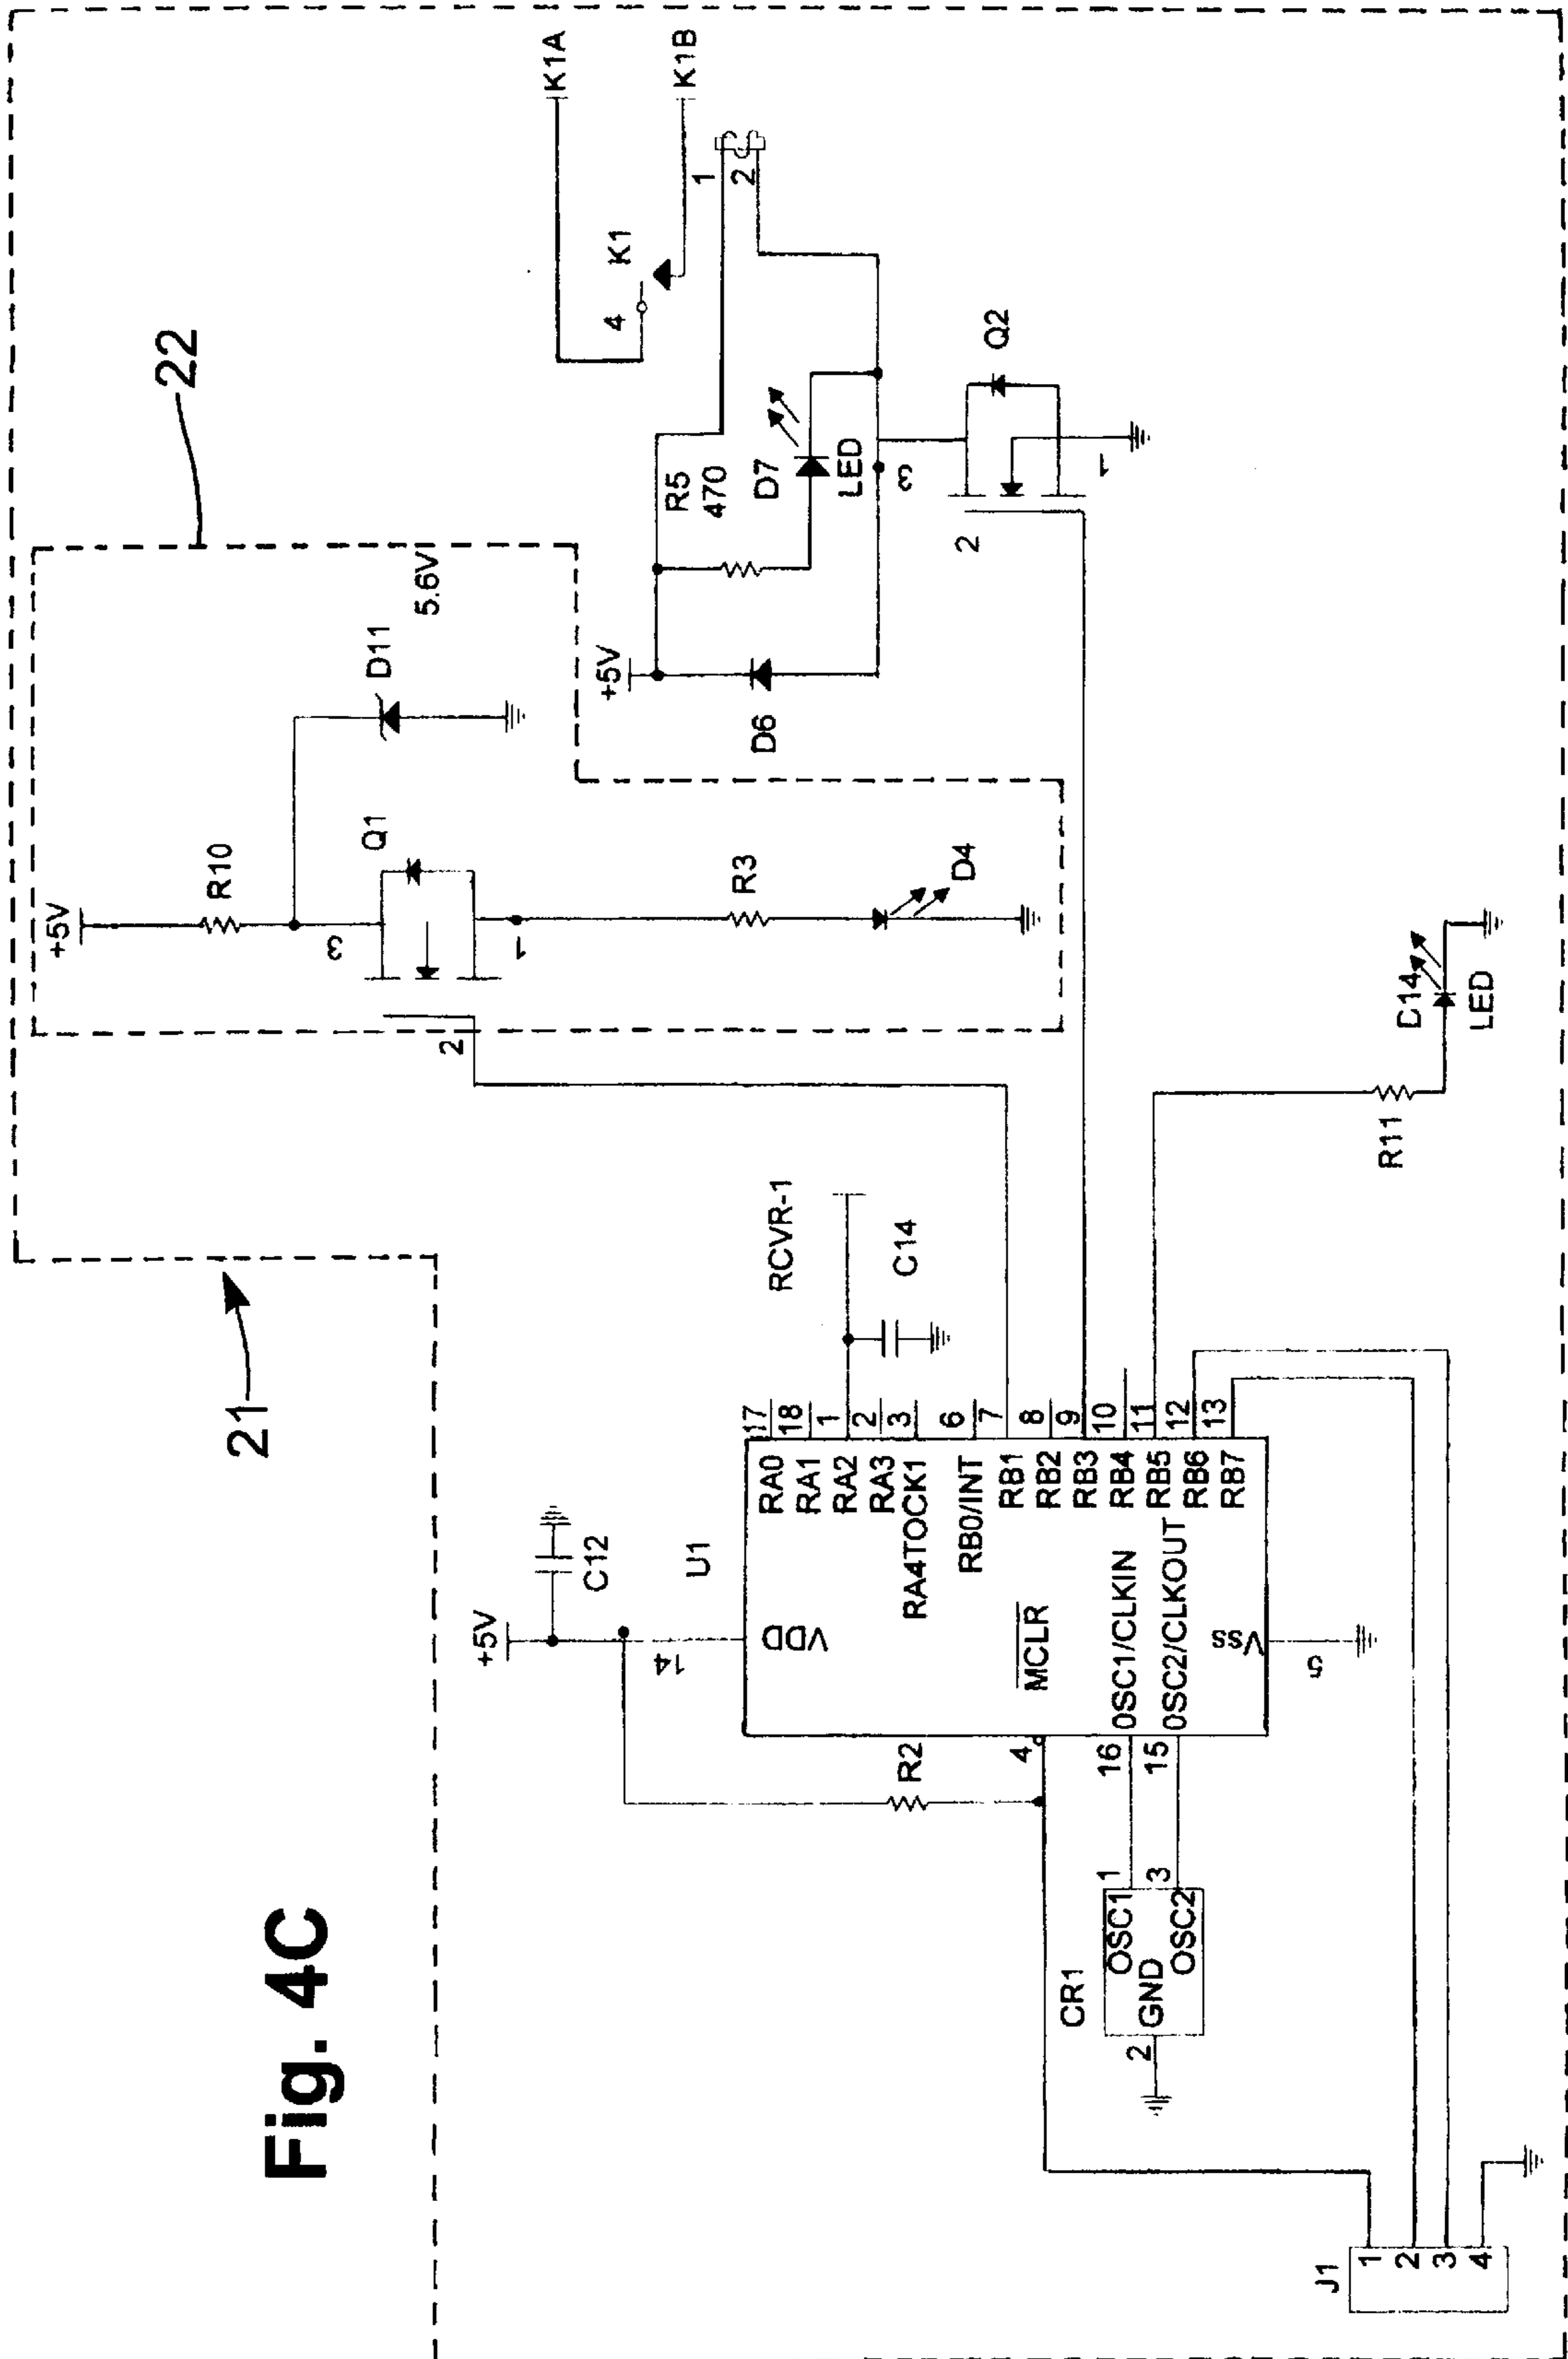 Fig. 4C
21
22
+5V
R10
3
Q1
1
2
D11
5.6V
R3
D4
+5V
D6
R5
470
D7
LED
3
Q2
2
1
K1A
K1B
K1
4
1
2
RCVR-1
C14
+5V
C12
14
U1
VDD
RA0
17
RA1
18
RA2
1
RA3
2
RA4TOCK1
3
RB0/INT
6
RB1
7
RB2
8
RB3
9
RB4
10
RB5
11
RB6
12
RB7
13
MCLR
4
0SC1/CLKIN
16
0SC2/CLKOUT
15
Vss
5
R2
CR1
OSC1
1
GND
2
OSC2
3
R11
D14
LED
J1
1
2
3
4